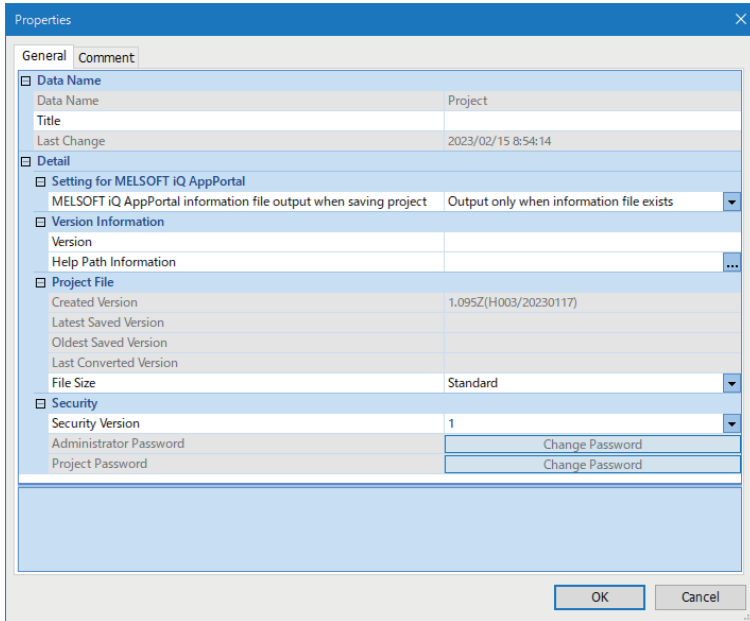 Properties
General Comment
Data Name
Data Name Project
Title
Last Change 2023/02/15 8:54:14
Detail
Setting for MELSOFT iQ AppPortal
MELSOFT iQ AppPortal information file output when saving project Output only when information file exists
Version Information
Version
Help Path Information ...
Project File
Created Version 1.095Z(H003/20230117)
Latest Saved Version
Oldest Saved Version
Last Converted Version
File Size Standard
Security
Security Version 1
Administrator Password Change Password
Project Password Change Password
OK Cancel